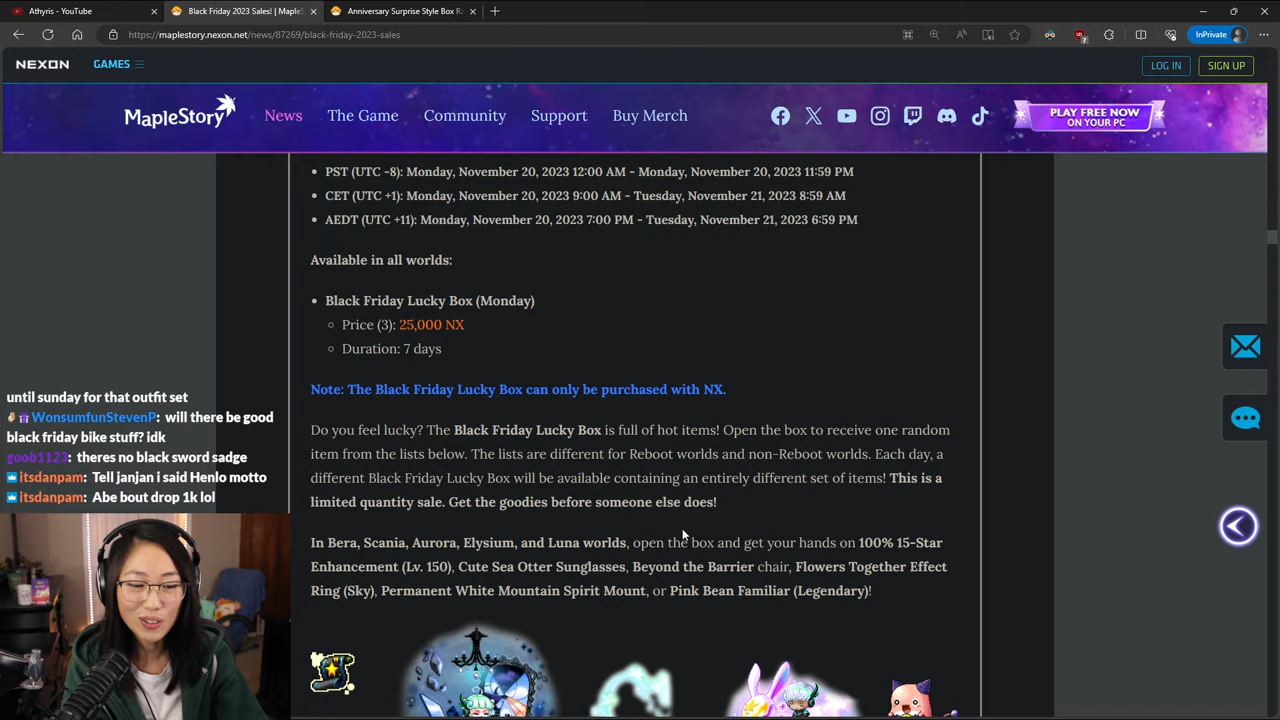 Athyris - YouTube
Black Friday 2023 Sales! | MapleS
Anniversary Surprise Style Box Ra
https://maplestory.nexon.net/news/87269/black-friday-2023-sales
InPrivate
NEXON
GAMES
LOG IN
SIGN UP
MapleStory
News
The Game
Community
Support
Buy Merch
PLAY FREE NOW
ON YOUR PC
PST (UTC -8): Monday, November 20, 2023 12:00 AM - Monday, November 20, 2023 11:59 PM
CET (UTC +1): Monday, November 20, 2023 9:00 AM - Tuesday, November 21, 2023 8:59 AM
AEDT (UTC +11): Monday, November 20, 2023 7:00 PM - Tuesday, November 21, 2023 6:59 PM
Available in all worlds:
Black Friday Lucky Box (Monday)
Price (3): 25,000 NX
Duration: 7 days
Note: The Black Friday Lucky Box can only be purchased with NX.
Do you feel lucky? The Black Friday Lucky Box is full of hot items! Open the box to receive one random
item from the lists below. The lists are different for Reboot worlds and non-Reboot worlds. Each day, a
different Black Friday Lucky Box will be available containing an entirely different set of items! This is a
limited quantity sale. Get the goodies before someone else does!
In Bera, Scania, Aurora, Elysium, and Luna worlds, open the box and get your hands on 100% 15-Star
Enhancement (Lv. 150), Cute Sea Otter Sunglasses, Beyond the Barrier chair, Flowers Together Effect
Ring (Sky), Permanent White Mountain Spirit Mount, or Pink Bean Familiar (Legendary)!
until sunday for that outfit set
WonsumfunStevenP: will there be good
black friday bike stuff? idk
goob1123: theres no black sword sadge
itsdanpam: Tell janjan i said Henlo motto
itsdanpam: Abe bout drop 1k lol